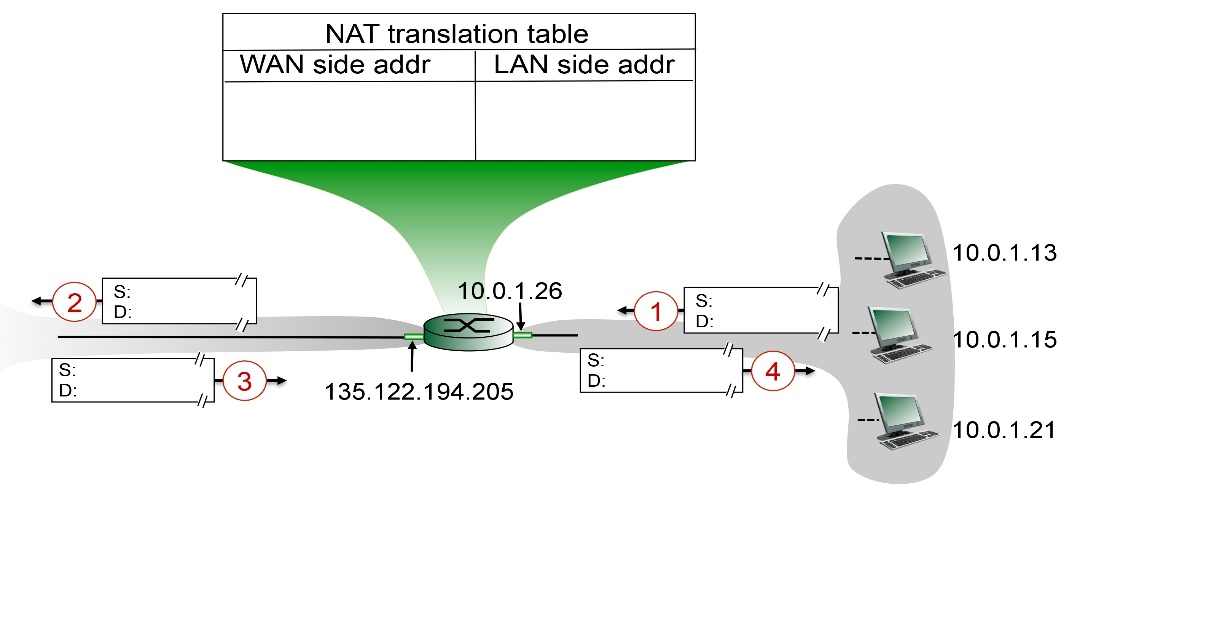 NAT translation table
WAN side addr LAN side addr
10.0.1.13
2
S:
D:
10.0.1.26
1
S:
D:
10.0.1.15
S:
D:
3
135.122.194.205
S:
D:
4
10.0.1.21